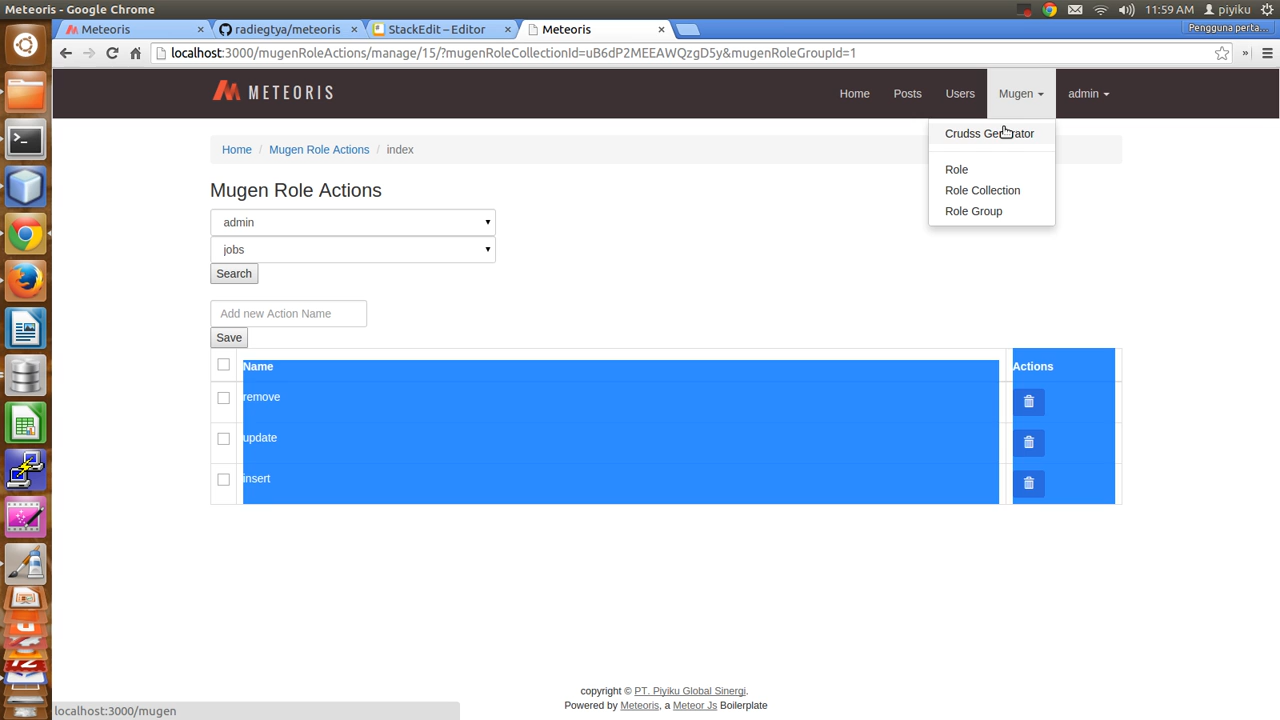 Meteoris - Google Chrome
11:59 AM
piyiku
Meteoris
radiegtya/meteoris
StackEdit – Editor
Meteoris
Pengguna perta...
localhost:3000/mugenRoleActions/manage/15/?mugenRoleCollectionId=uB6dP2MEEAWQzgD5y&mugenRoleGroupId=1
METEORIS
Home
Posts
Users
Mugen
admin
Crudss Generator
Role
Role Collection
Role Group
Home / Mugen Role Actions / index
Mugen Role Actions
admin
jobs
Search
Add new Action Name
Save
Name
Actions
remove
update
insert
copyright © PT. Piyiku Global Sinergi.
Powered by Meteoris, a Meteor Js Boilerplate
localhost:3000/mugen